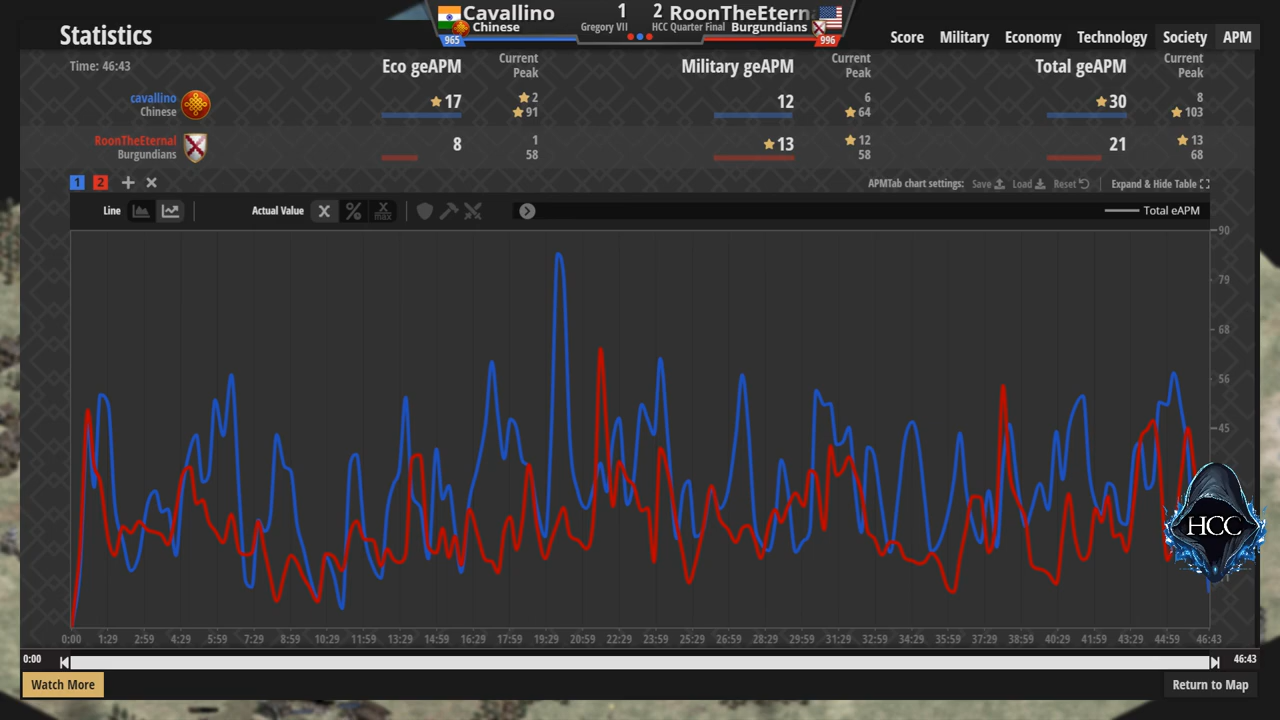 Cavallino 1 2 RoonTheEtern
Chinese Gregory VII HCC Quarter Final Burgundians
965 996
Statistics
Score Military Economy Technology Society APM
Time: 46:43
Eco geAPM Current Peak Military geAPM Current Peak Total geAPM Current Peak
cavallino 17 2 12 6 30 8
Chinese 91 64 103
RoonTheEternal 8 1 13 12 21 13
Burgundians 58 58 68
1 2 APMTab chart settings: Save Load Reset Expand & Hide Table
Line Actual Value X % X max Total eAPM
90
79
68
56
45
HCC
0:00 1:29 2:59 4:29 5:59 7:29 8:59 10:29 11:59 13:29 14:59 16:29 17:59 19:29 20:59 22:29 23:59 25:29 26:59 28:29 29:59 31:29 32:59 34:29 35:59 37:29 38:59 40:29 41:59 43:29 44:59 46:43
0:00 46:43
Watch More Return to Map